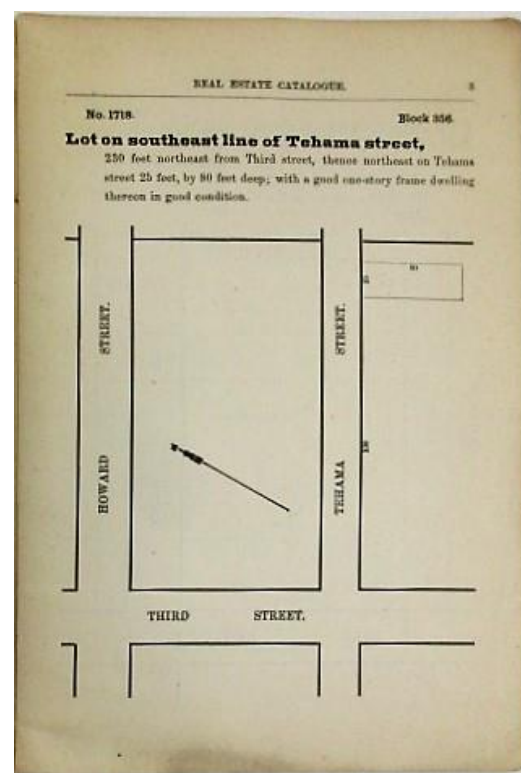 REAL ESTATE CATALOGUE.
No. 1718.
Block 356
Lot on southeast line of Tehama street,
230 feet northeast from Third street, thence northeast on Tehama
street 25 feet, by 80 feet deep; with a good one-story frame dwelling
thereon in good condition.
80
HOWARD STREET.
TEHAMA STREET.
THIRD STREET.